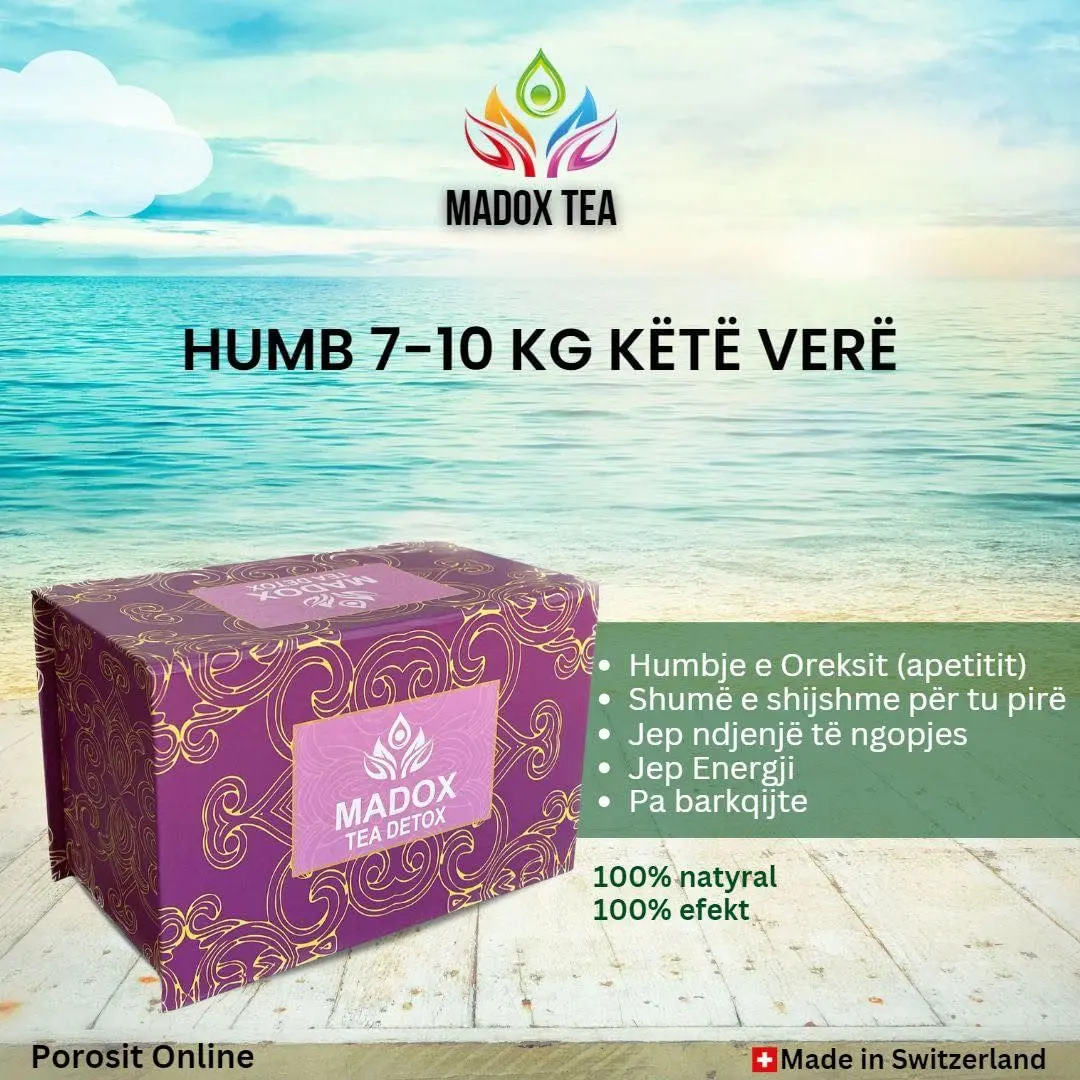 MADOX TEA
HUMB 7-10 KG KËTË VERË
MADOX
TEA DETOX
MADOX
TEA DETOX
• Humbje e Oreksit (apetitit)
• Shumë e shijshme për tu pirë
• Jep ndjenjë të ngopjes
• Jep Energji
• Pa barkqijte
100% natyral
100% efekt
Porosit Online
Made in Switzerland